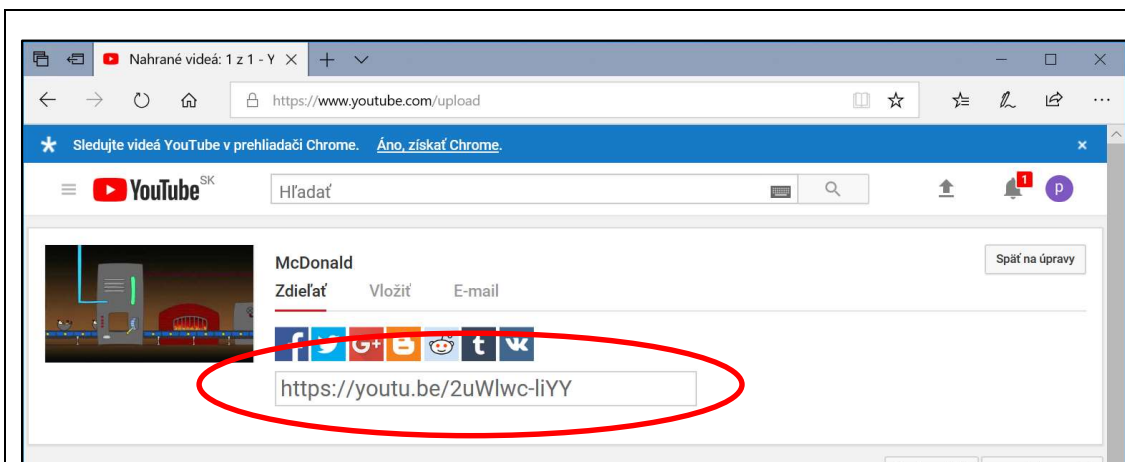 Nahrané videá: 1 z 1 - Y
https://www.youtube.com/upload
Sledujte videá YouTube v prehliadači Chrome. Áno, získať Chrome.
YouTube SK
Hľadať
1
p
McDonald
Späť na úpravy
Zdieľať Vložiť E-mail
f G+ B t
https://youtu.be/2uWlwc-liYY